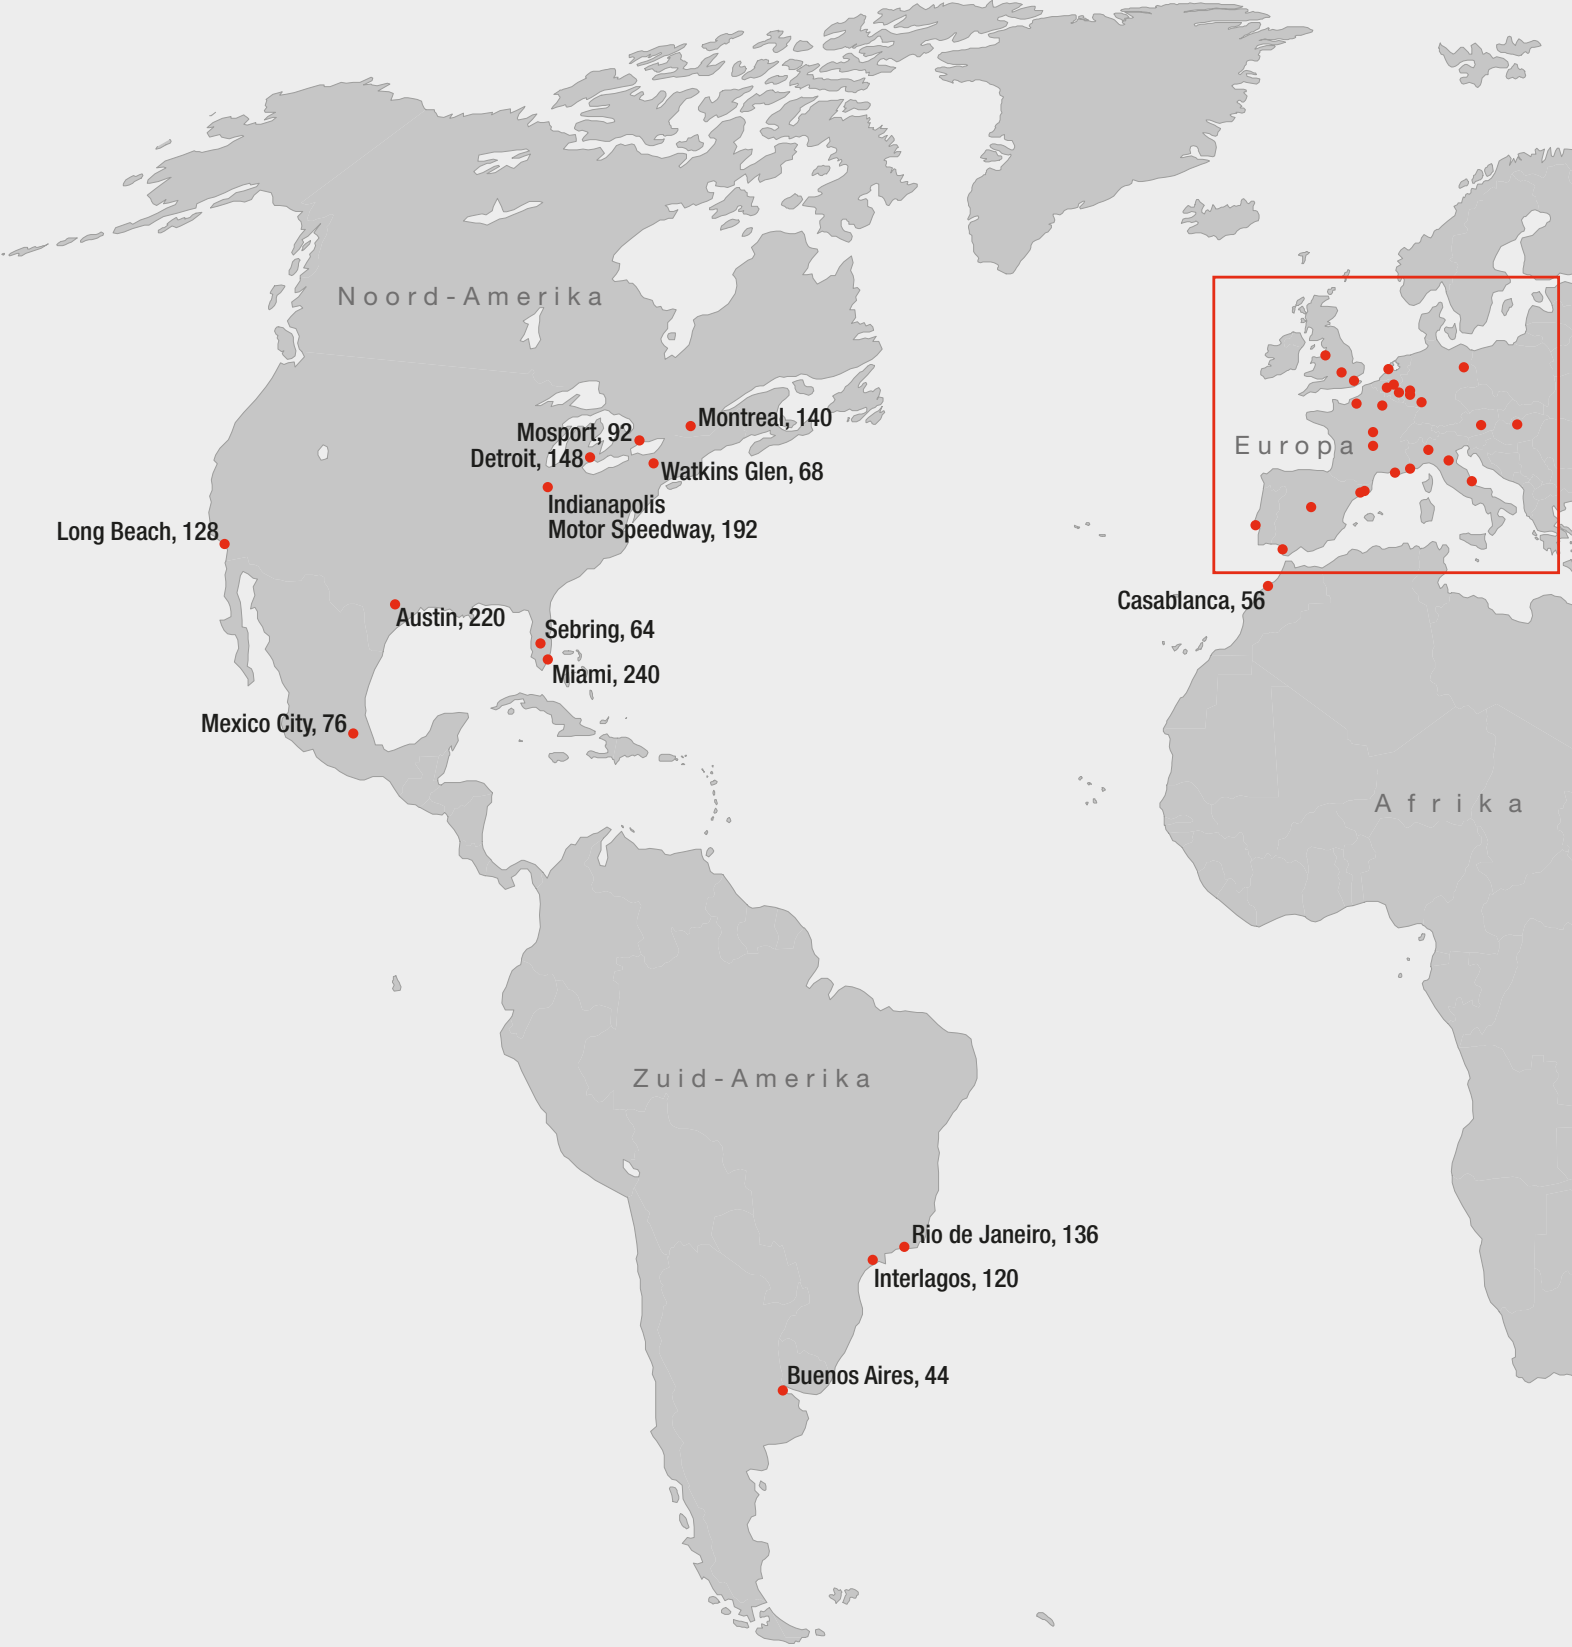 Noord-Amerika
Montreal, 140
Mosport, 92
Detroit, 148
Watkins Glen, 68
Indianapolis
Motor Speedway, 192
Long Beach, 128
Austin, 220
Sebring, 64
Miami, 240
Mexico City, 76
Europa
Casablanca, 56
Afrika
Zuid-Amerika
Rio de Janeiro, 136
Interlagos, 120
Buenos Aires, 44